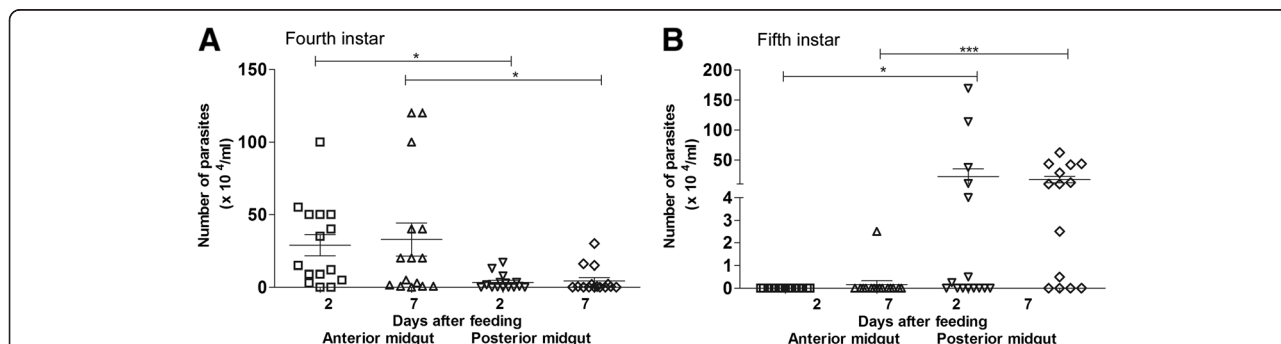 A Fourth instar
*
*
150
100
50
0
Number of parasites
(x 10 4/ml)
2 7 2 7
Days after feeding
Anterior midgut Posterior midgut
B Fifth instar
***
*
200
150
100
50
4
3
2
1
0
Number of parasites
(x 10 4/ml)
2 7 2 7
Days after feeding
Anterior midgut Posterior midgut